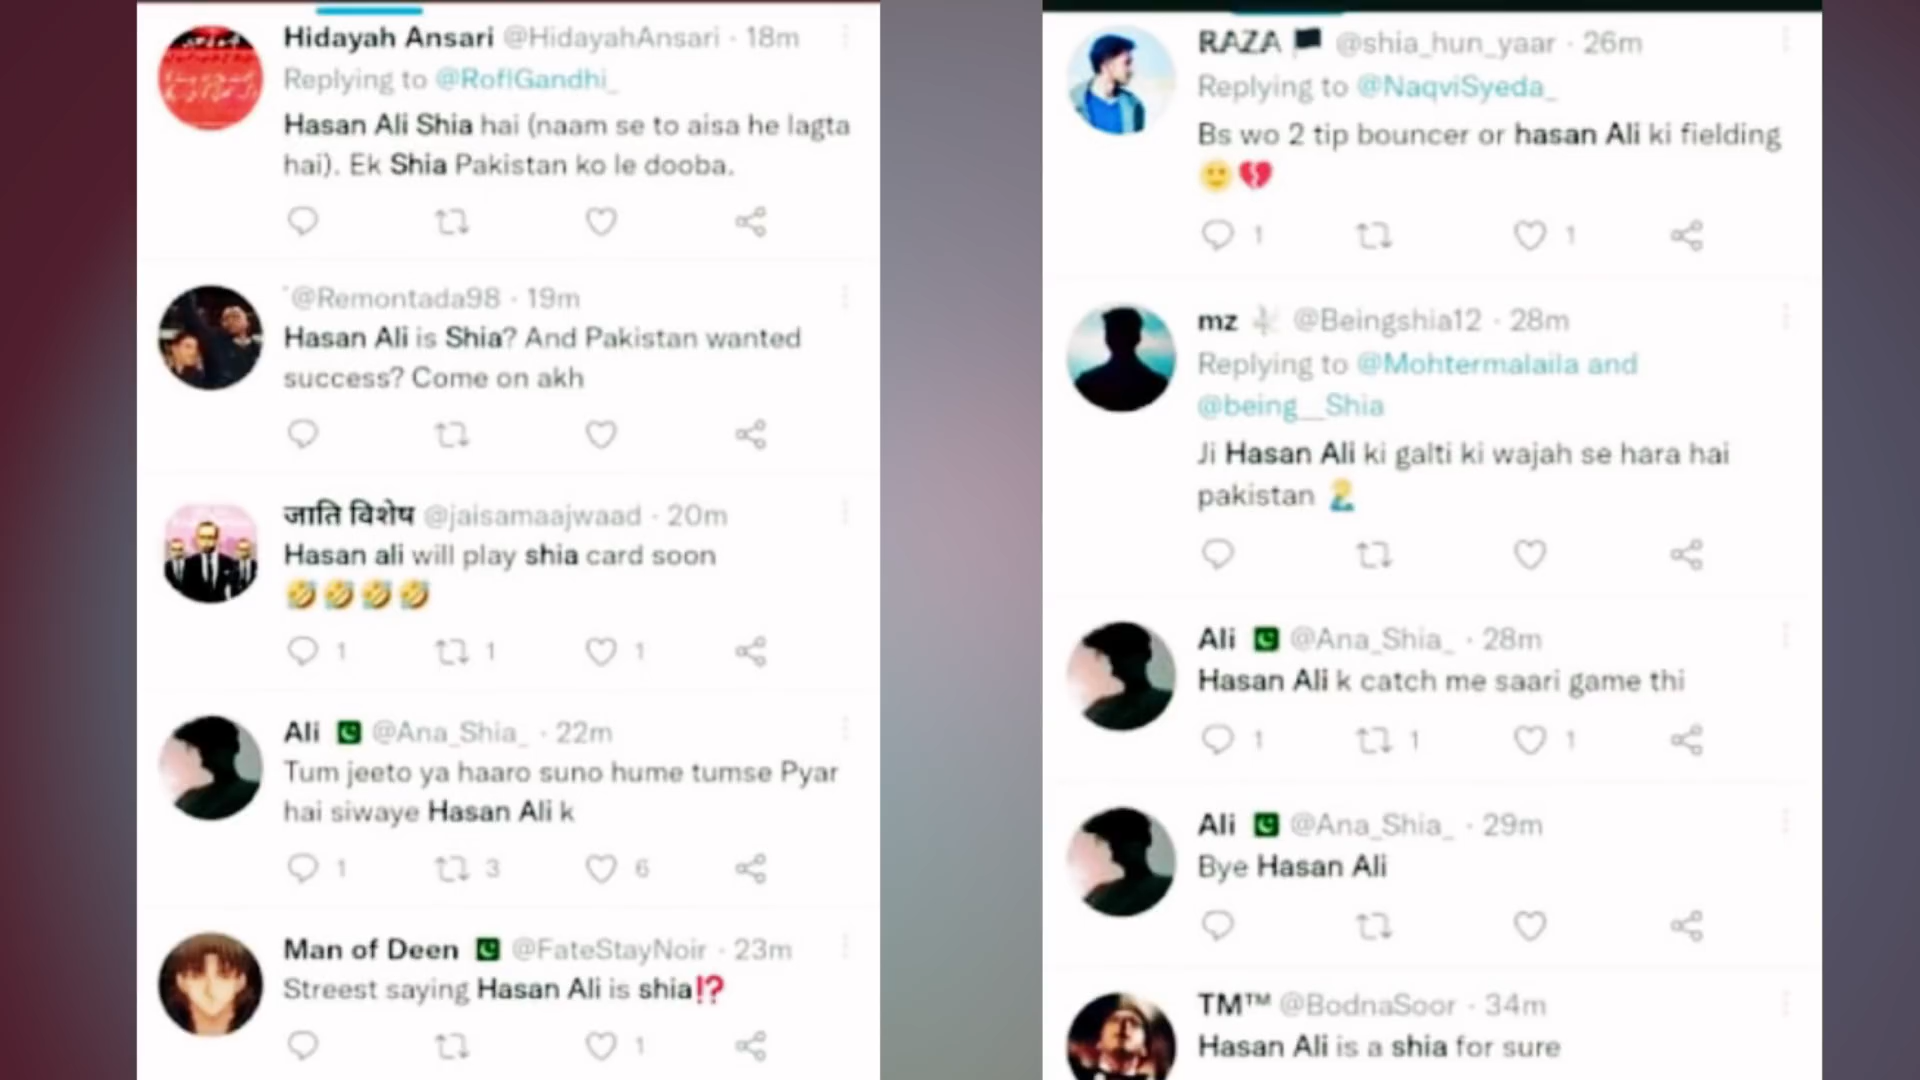 Hidayah Ansari @HidayahAnsari · 18m
Replying to @RoflGandhi_
Hasan Ali Shia hai (naam se to aisa he lagta
hai). Ek Shia Pakistan ko le dooba.
@Remontada98 · 19m
Hasan Ali is Shia? And Pakistan wanted
success? Come on akh
जाति विशेष @jaisamaajwaad · 20m
Hasan ali will play shia card soon
🤣🤣🤣🤣
1 1 1
Ali @Ana_Shia_ · 22m
Tum jeeto ya haaro suno hume tumse Pyar
hai siwaye Hasan Ali k
1 3 6
Man of Deen @FateStayNoir · 23m
Streest saying Hasan Ali is shia⁉️
1
RAZA 🏴 @shia_hun_yaar · 26m
Replying to @NaqviSyeda_
Bs wo 2 tip bouncer or hasan Ali ki fielding
🙂💔
1 1
mz @Beingshia12 · 28m
Replying to @Mohtermalaila and
@being__Shia
Ji Hasan Ali ki galti ki wajah se hara hai
pakistan
Ali @Ana_Shia_ · 28m
Hasan Ali k catch me saari game thi
1 1 1
Ali @Ana_Shia_ · 29m
Bye Hasan Ali
TM™ @BodnaSoor · 34m
Hasan Ali is a shia for sure